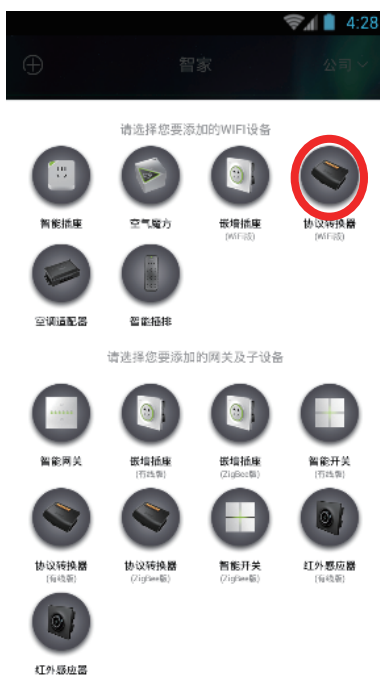 4:28
智家
公司
请选择您要添加的WIFI设备
智能插座 空气魔方 嵌墙插座 协议转换器
(WiFi版) (WiFi版)
空调适配器 智能插排
请选择您要添加的网关及子设备
智能网关 嵌墙插座 嵌墙插座 智能开关
(有线版) (ZigBee版) (有线版)
协议转换器 协议转换器 智能开关 红外感应器
(有线版) (ZigBee版) (ZigBee版) (有线版)
红外感应器